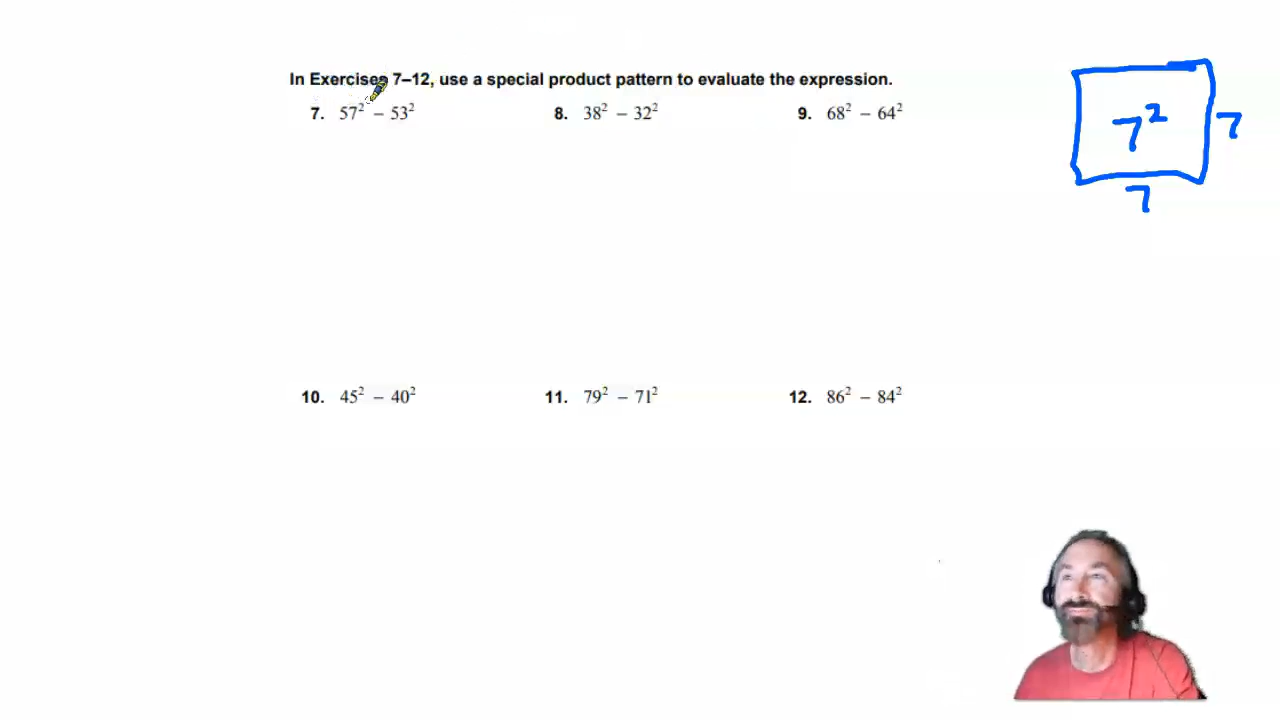 In Exercises 7–12, use a special product pattern to evaluate the expression.
7. 57² − 53² 8. 38² − 32² 9. 68² − 64²
7²
7
7
10. 45² − 40² 11. 79² − 71² 12. 86² − 84²